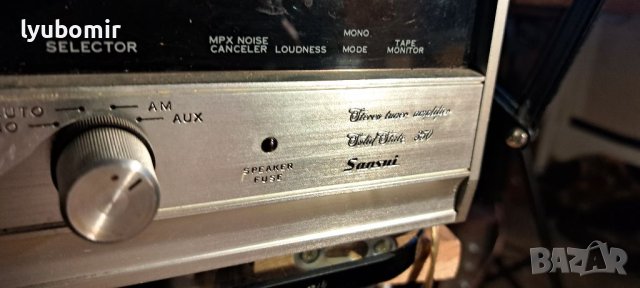 lyubomir
SELECTOR
MPX NOISE
CANCELER
LOUDNESS
MONO
MODE
TAPE
MONITOR
AUTO
AM
AUX
SPEAKER
FUSE
Stereo tuner amplifier
Solid State 350
Sansui
BAZAR